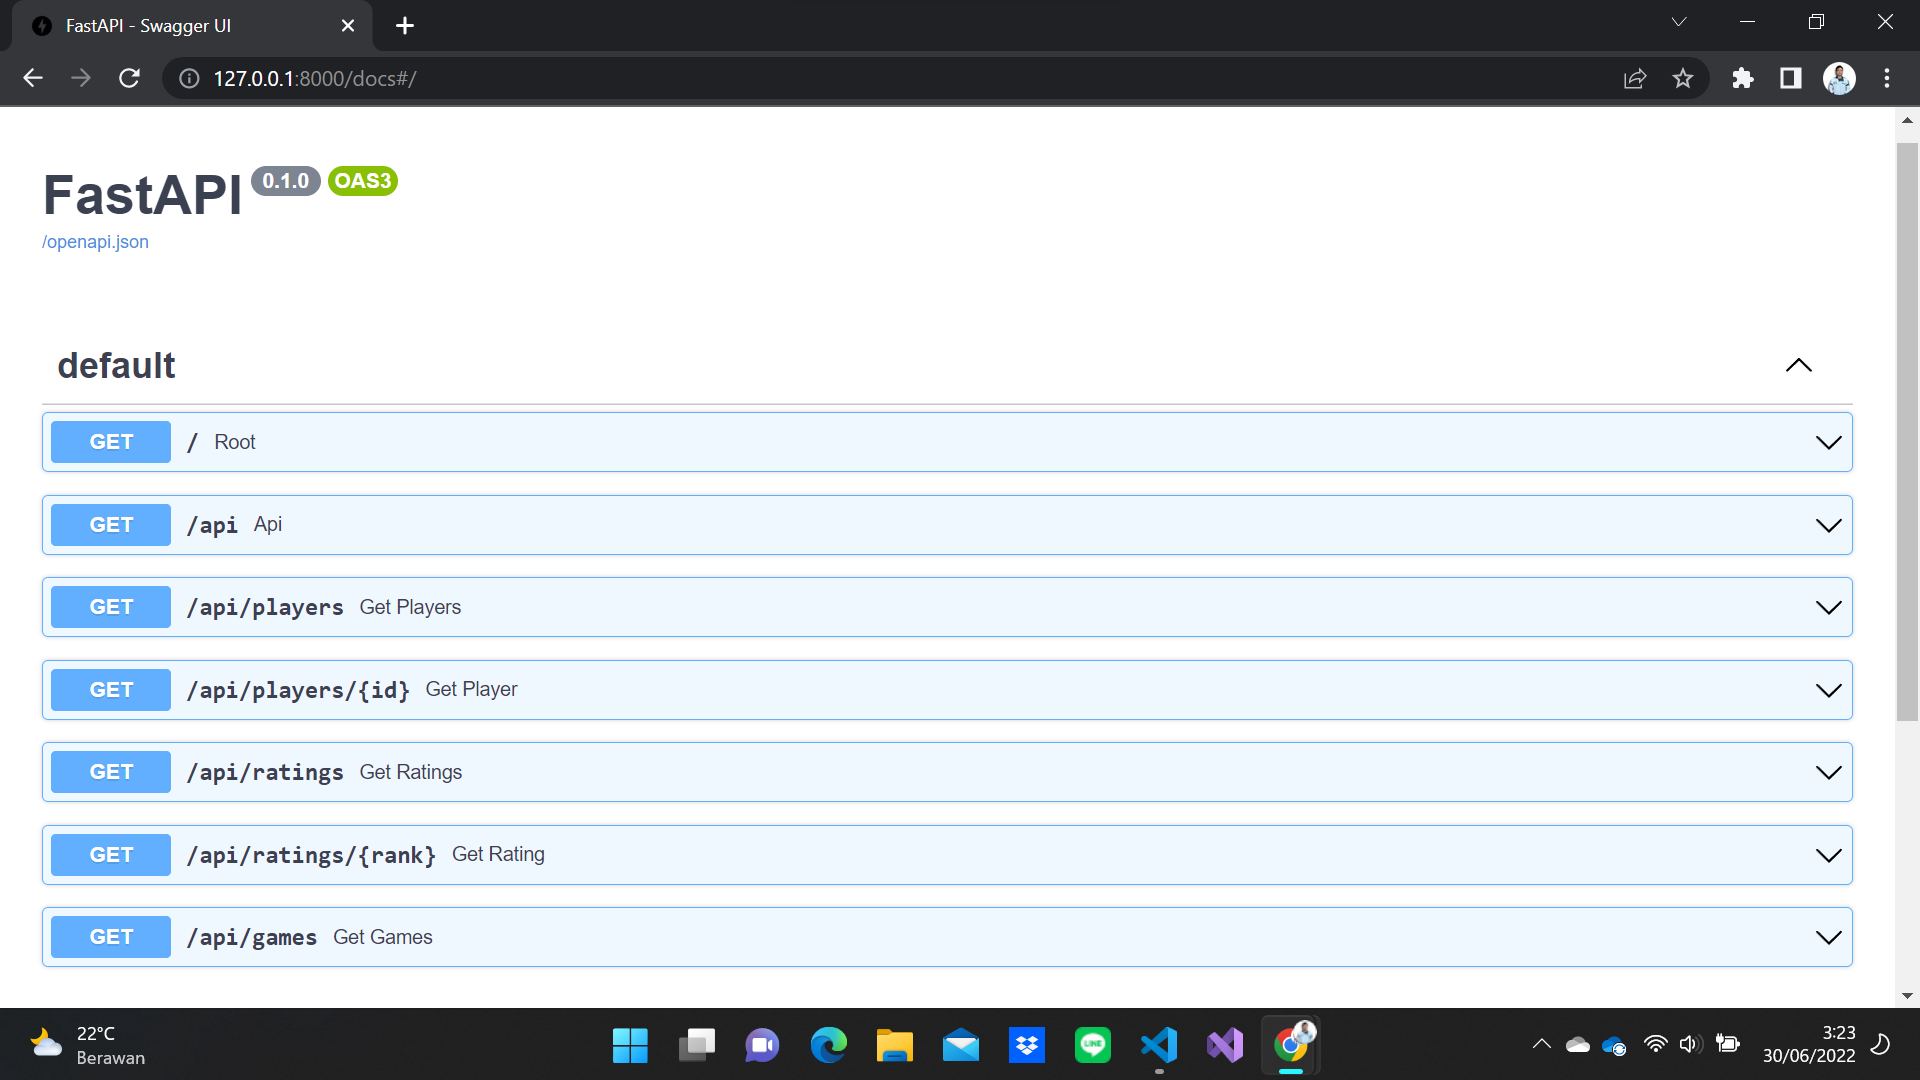 FastAPI - Swagger UI
127.0.0.1:8000/docs#/
FastAPI 0.1.0 OAS3
/openapi.json
default
GET / Root
GET /api Api
GET /api/players Get Players
GET /api/players/{id} Get Player
GET /api/ratings Get Ratings
GET /api/ratings/{rank} Get Rating
GET /api/games Get Games
22°C
Berawan
LINE
3:23
30/06/2022